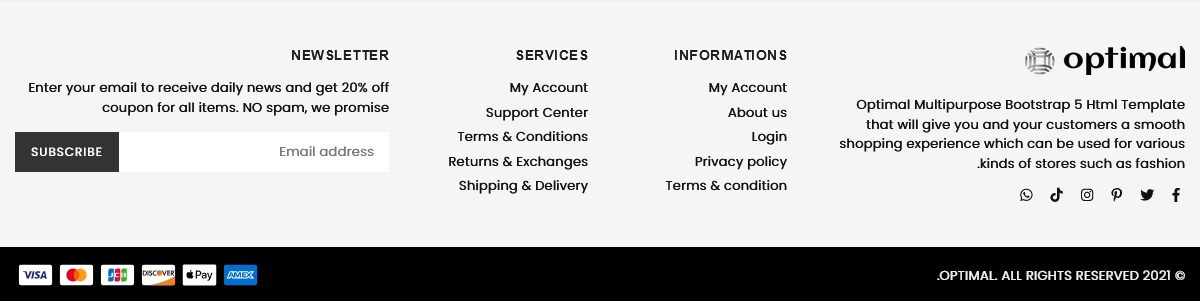 optimal
Optimal Multipurpose Bootstrap 5 Html Template
that will give you and your customers a smooth
shopping experience which can be used for various
.kinds of stores such as fashion
INFORMATIONS
My Account
About us
Login
Privacy policy
Terms & condition
SERVICES
My Account
Support Center
Terms & Conditions
Returns & Exchanges
Shipping & Delivery
NEWSLETTER
Enter your email to receive daily news and get 20% off
coupon for all items. NO spam, we promise
Email address
SUBSCRIBE
.OPTIMAL. ALL RIGHTS RESERVED 2021 ©
VISA
JCB
DISCOVER
Pay
AMEX